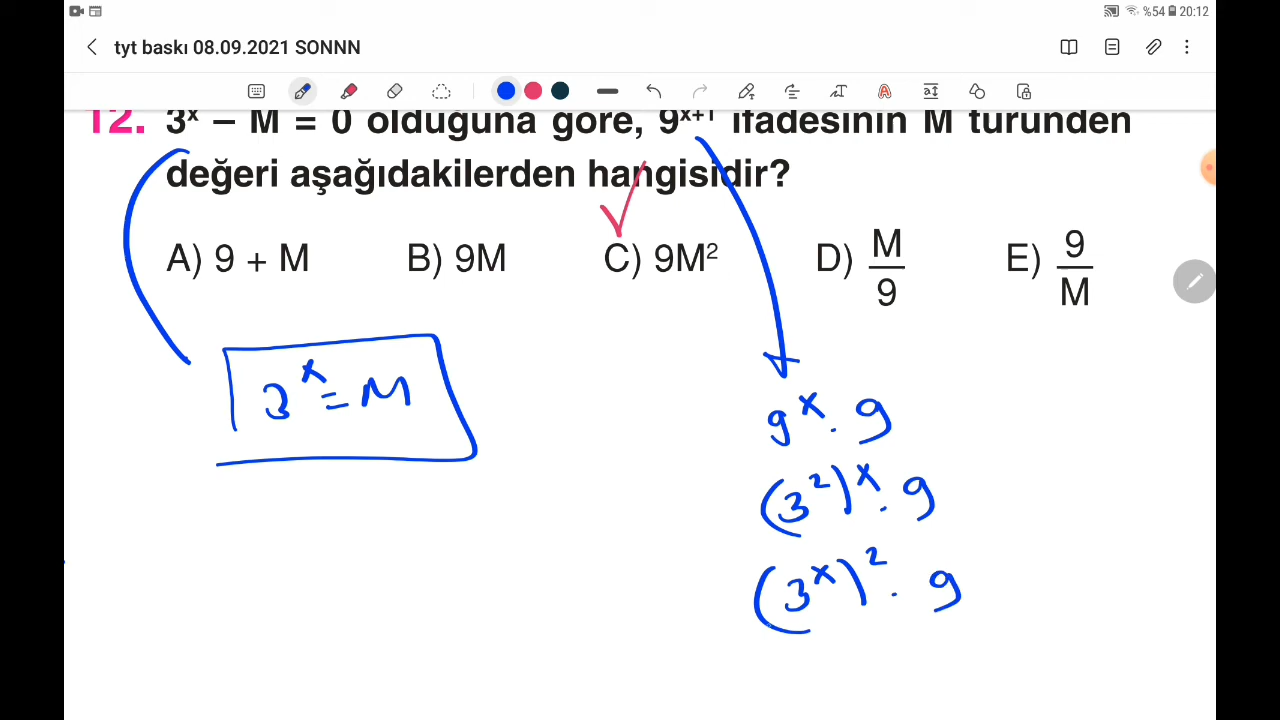 %54 20:12
tyt baskı 08.09.2021 SONNN
12. 3ˣ – M = 0 olduğuna göre, 9ˣ⁺¹ ifadesinin M türünden
değeri aşağıdakilerden hangisidir?
A) 9 + M B) 9M C) 9M² D) M/9 E) 9/M
3ˣ = M
9ˣ . 9
(3²)ˣ . 9
(3ˣ)² . 9